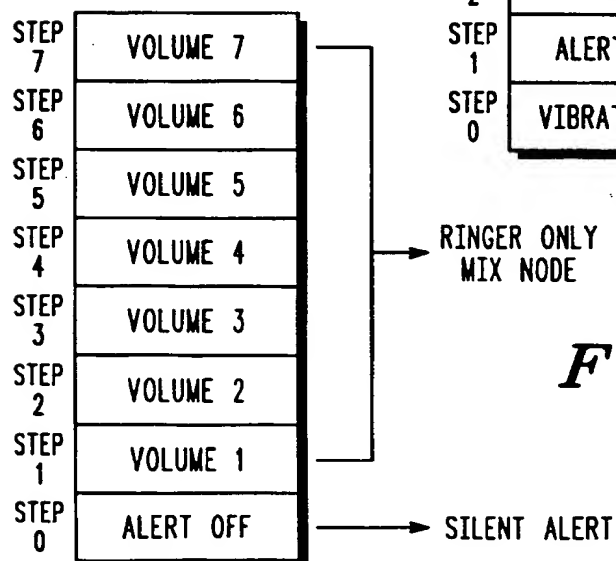 STEP 7 VOLUME 7
STEP 6 VOLUME 6
STEP 5 VOLUME 5
STEP 4 VOLUME 4
STEP 3 VOLUME 3
STEP 2 VOLUME 2
STEP 1 VOLUME 1
STEP 0 ALERT OFF
2
STEP 1 ALERT
STEP 0
RINGER ONLY
MIX NODE
F
SILENT ALERT